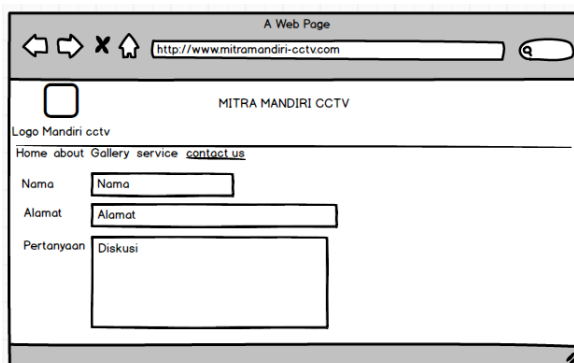 A Web Page
http://www.mitramandiri-cctv.com
MITRA MANDIRI CCTV
Logo Mandiri cctv
Home about Gallery service contact us
Nama Nama
Alamat Alamat
Pertanyaan Diskusi